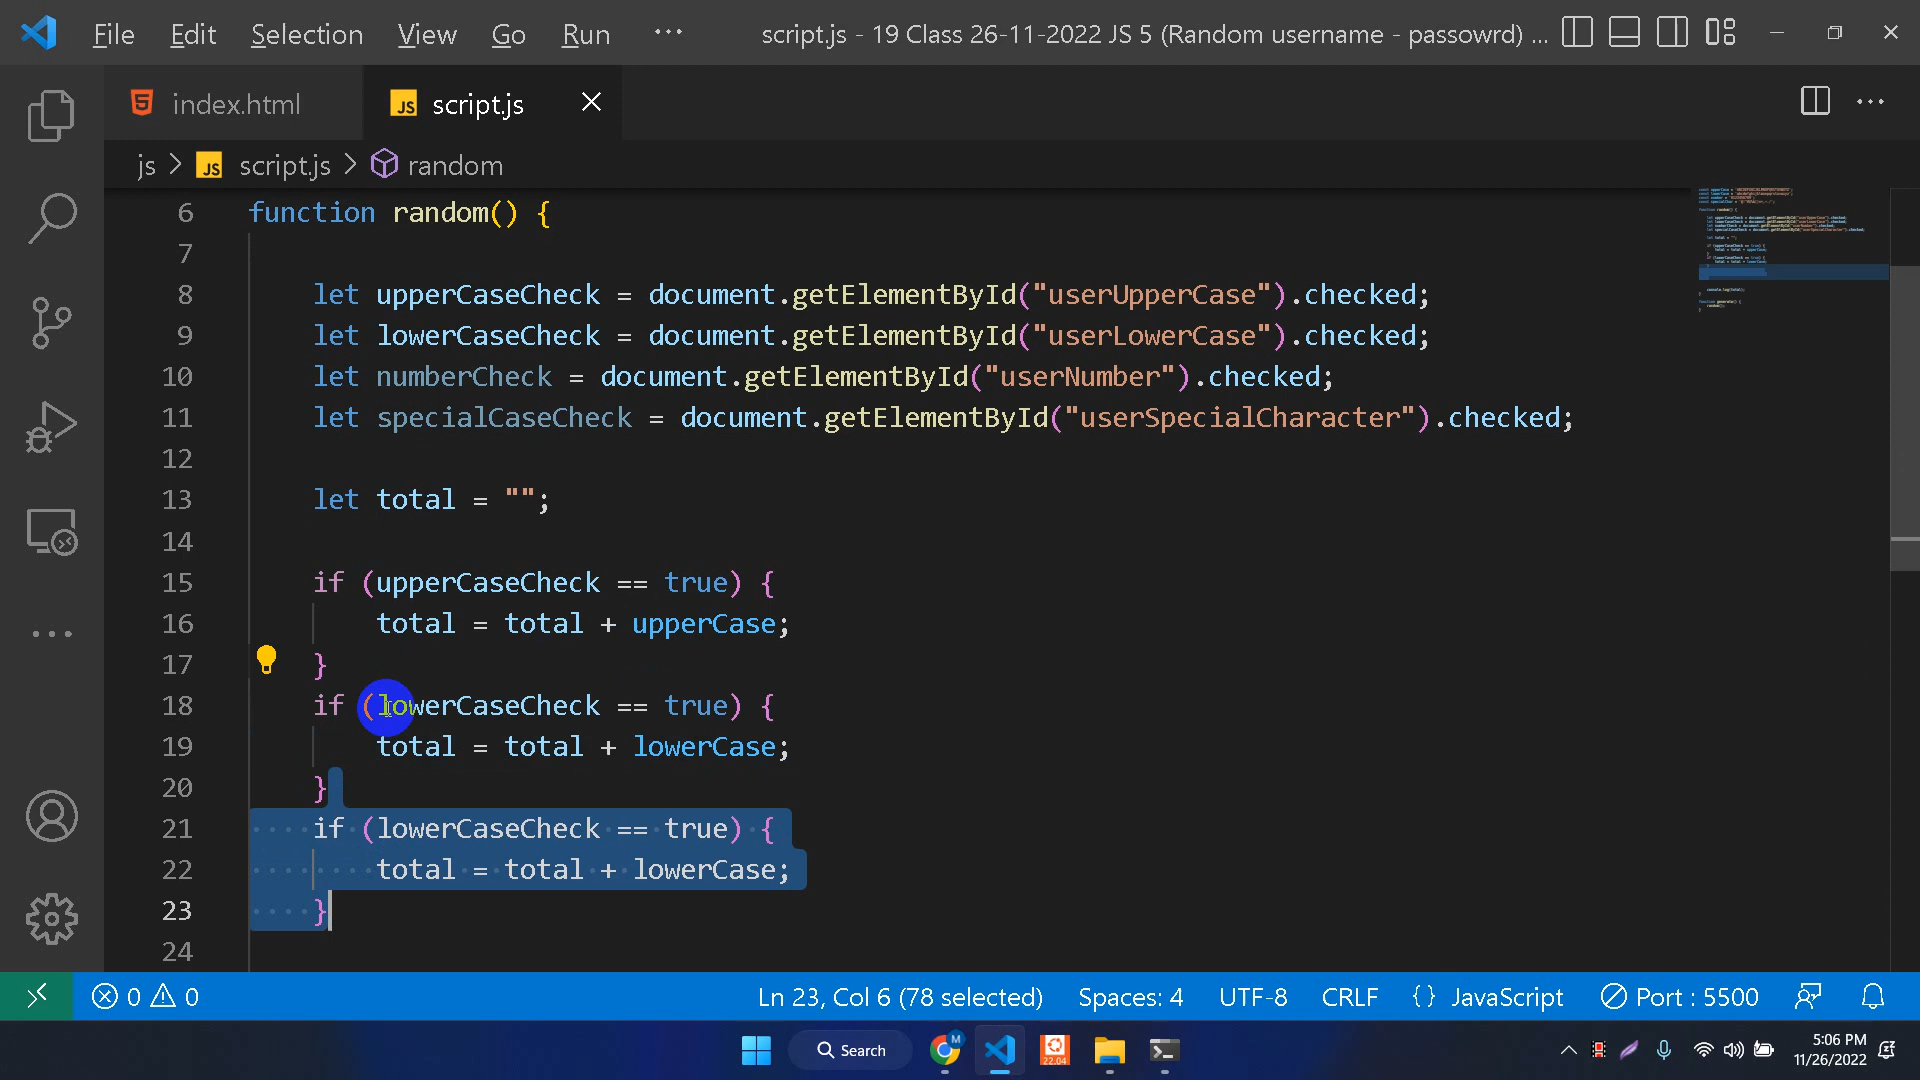 File Edit Selection View Go Run ··· script.js - 19 Class 26-11-2022 JS 5 (Random username - passowrd) ...
index.html JS script.js
js > JS script.js > random
6 function random() {
7
8 let upperCaseCheck = document.getElementById("userUpperCase").checked;
9 let lowerCaseCheck = document.getElementById("userLowerCase").checked;
10 let numberCheck = document.getElementById("userNumber").checked;
11 let specialCaseCheck = document.getElementById("userSpecialCharacter").checked;
12
13 let total = "";
14
15 if (upperCaseCheck == true) {
16 total = total + upperCase;
17 }
18 if (lowerCaseCheck == true) {
19 total = total + lowerCase;
20 }
21 if (lowerCaseCheck == true) {
22 total = total + lowerCase;
23 }
24
0 0 Ln 23, Col 6 (78 selected) Spaces: 4 UTF-8 CRLF {} JavaScript Port : 5500
Search M 22.04 5:06 PM
11/26/2022